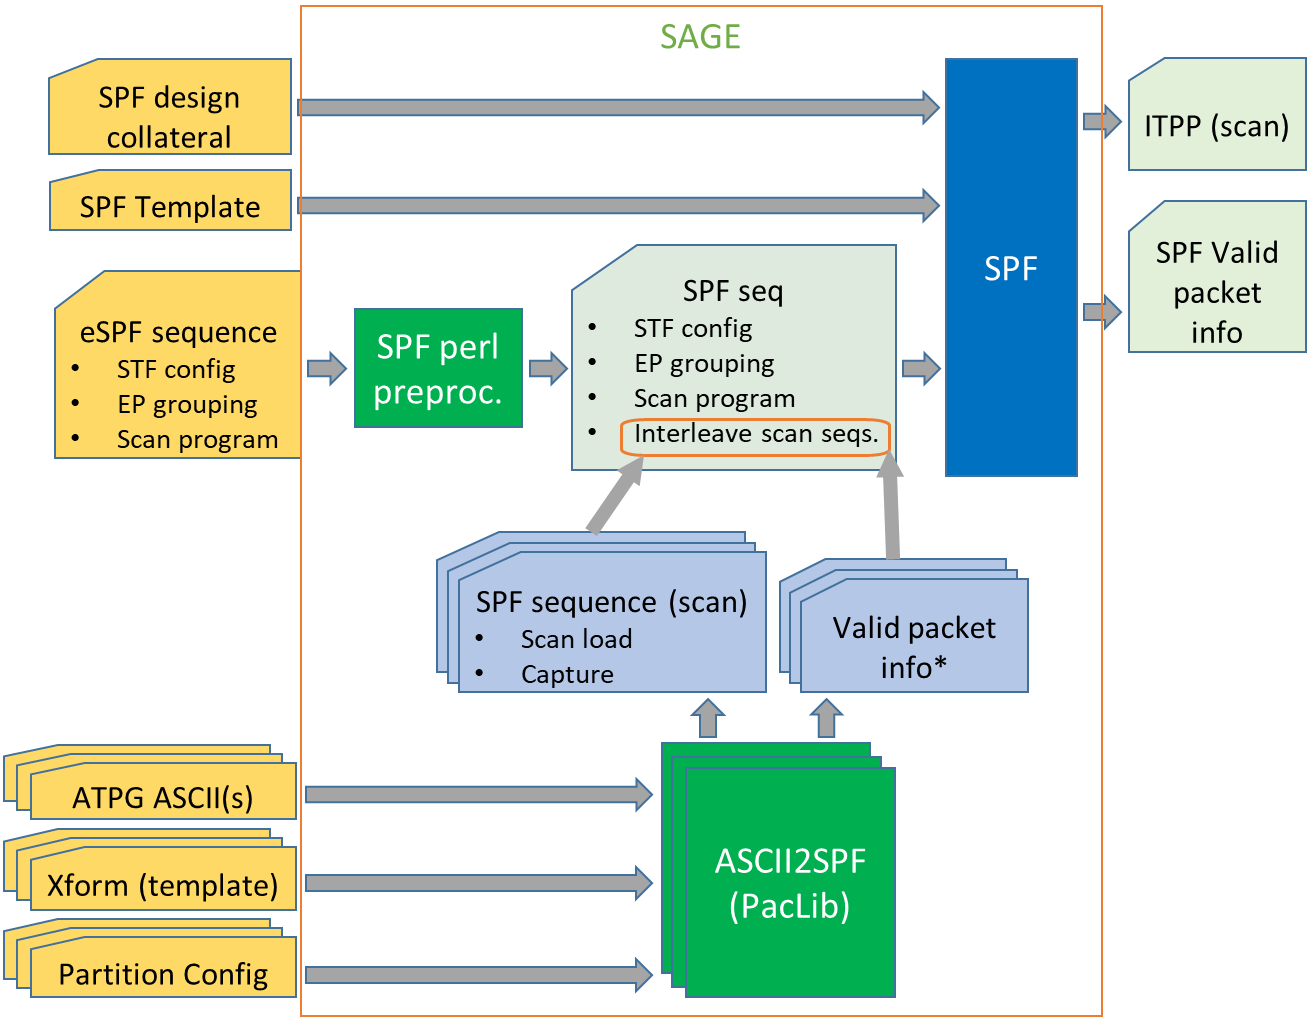 SAGE
SPF design
collateral
SPF Template
eSPF sequence
• STF config
• EP grouping
• Scan program
SPF perl
preproc.
SPF seq
• STF config
• EP grouping
• Scan program
• Interleave scan seqs.
SPF
ITPP (scan)
SPF Valid
packet
info
SPF sequence (scan)
• Scan load
• Capture
Valid packet
info*
ATPG ASCII(s)
Xform (template)
Partition Config
ASCII2SPF
(PacLib)